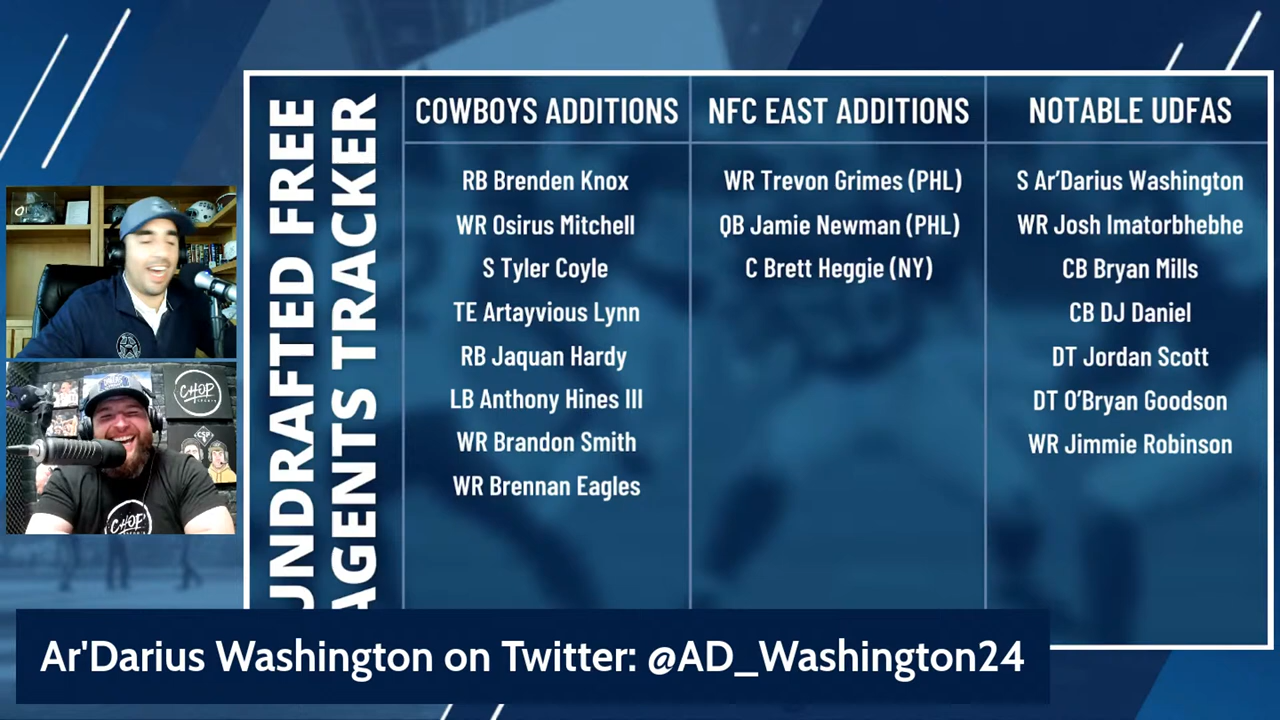 UNDRAFTED FREE
AGENTS TRACKER
COWBOYS ADDITIONS
RB Brenden Knox
WR Osirus Mitchell
S Tyler Coyle
TE Artayvious Lynn
RB Jaquan Hardy
LB Anthony Hines III
WR Brandon Smith
WR Brennan Eagles
NFC EAST ADDITIONS
WR Trevon Grimes (PHL)
QB Jamie Newman (PHL)
C Brett Heggie (NY)
NOTABLE UDFAS
S Ar'Darius Washington
WR Josh Imatorbhebhe
CB Bryan Mills
CB DJ Daniel
DT Jordan Scott
DT O'Bryan Goodson
WR Jimmie Robinson
CHOP
CHOP
Ar'Darius Washington on Twitter: @AD_Washington24